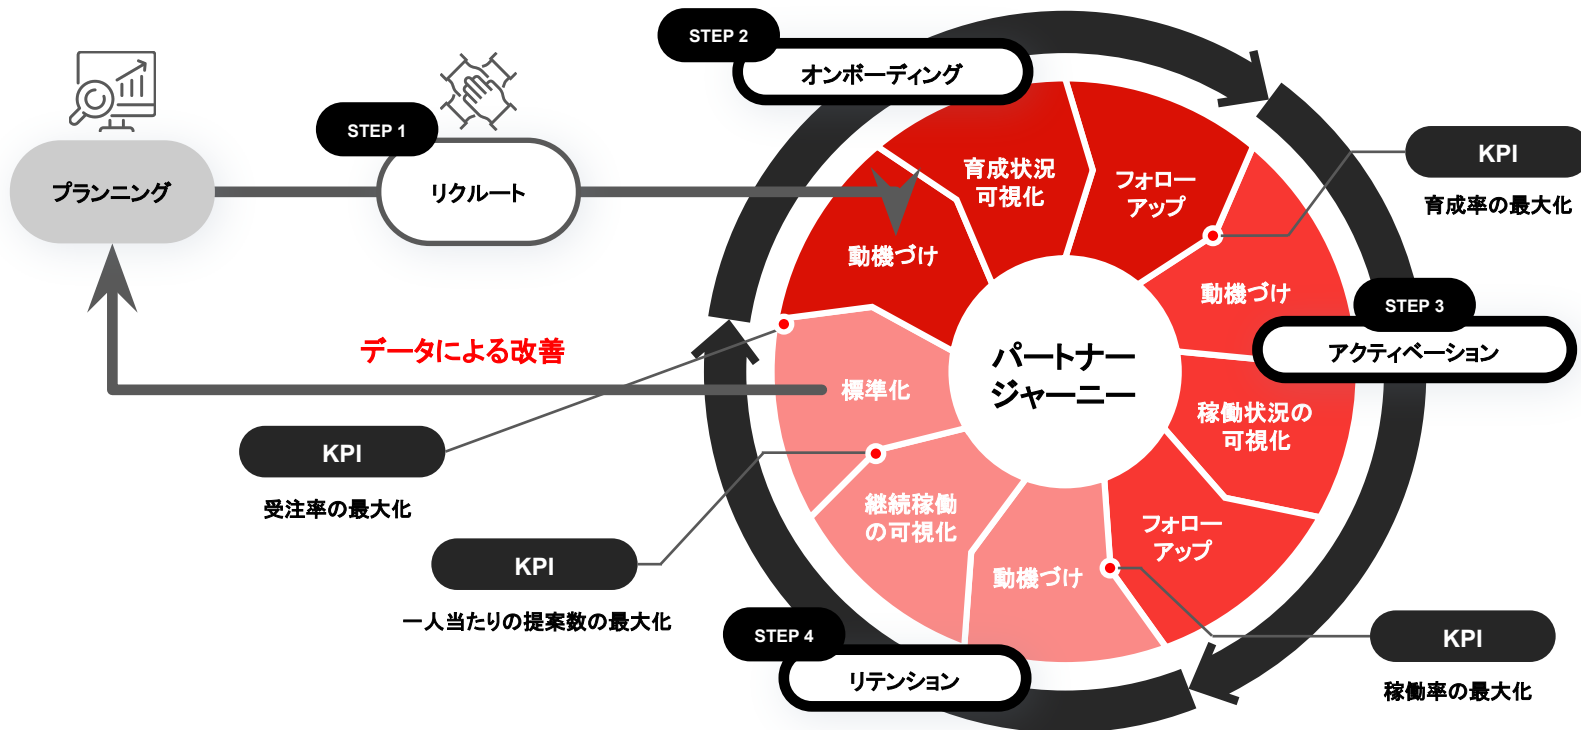 STEP 2
オンボーディング
STEP 1
プランニング
リクルート
育成状況
可視化
フォロー
アップ
動機づけ
KPI
育成率の最大化
動機づけ
STEP 3
アクティベーション
パートナー
ジャーニー
データによる改善
標準化
稼働状況の
可視化
KPI
受注率の最大化
継続稼働
の可視化
フォロー
アップ
動機づけ
KPI
一人当たりの提案数の最大化
STEP 4
リテンション
KPI
稼働率の最大化